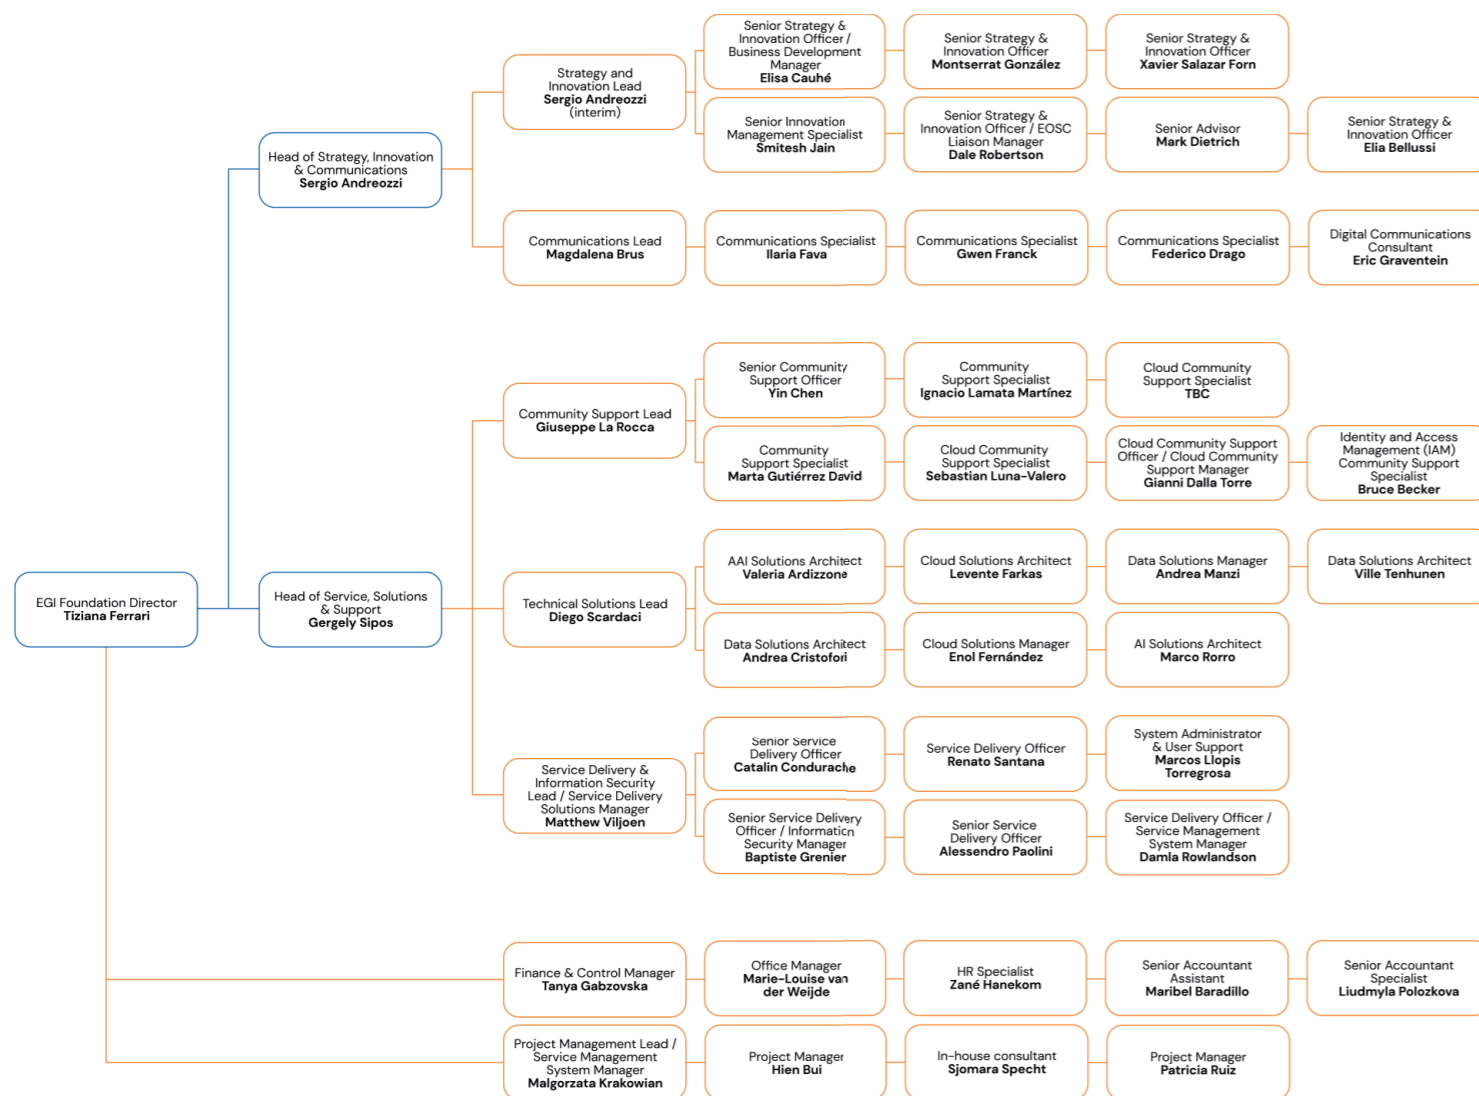 Senior Strategy &
Innovation Officer /
Business Development
Manager
Elisa Cauhé
Senior Strategy &
Innovation Officer
Montserrat González
Senior Strategy &
Innovation Officer
Xavier Salazar Forn
Strategy and
Innovation Lead
Sergio Andreozzi
(interim)
Senior Innovation
Management Specialist
Smitesh Jain
Senior Strategy &
Innovation Officer / EOSC
Liaison Manager
Dale Robertson
Senior Advisor
Mark Dietrich
Senior Strategy &
Innovation Officer
Elia Bellussi
Head of Strategy, Innovation
& Communications
Sergio Andreozzi
Communications Lead
Magdalena Brus
Communications Specialist
Ilaria Fava
Communications Specialist
Gwen Franck
Communications Specialist
Federico Drago
Digital Communications
Consultant
Eric Graventein
Senior Community
Support Officer
Yin Chen
Community
Support Specialist
Ignacio Lamata Martínez
Cloud Community
Support Specialist
TBC
Community Support Lead
Giuseppe La Rocca
Community
Support Specialist
Marta Gutiérrez David
Cloud Community
Support Specialist
Sebastian Luna-Valero
Cloud Community Support
Officer / Cloud Community
Support Manager
Gianni Dalla Torre
Identity and Access
Management (IAM)
Community Support
Specialist
Bruce Becker
AAI Solutions Architect
Valeria Ardizzone
Cloud Solutions Architect
Levente Farkas
Data Solutions Manager
Andrea Manzi
Data Solutions Architect
Ville Tenhunen
EGI Foundation Director
Tiziana Ferrari
Head of Service, Solutions
& Support
Gergely Sipos
Technical Solutions Lead
Diego Scardaci
Data Solutions Architect
Andrea Cristofori
Cloud Solutions Manager
Enol Fernández
AI Solutions Architect
Marco Rorro
Senior Service
Delivery Officer
Catalin Condurache
Service Delivery Officer
Renato Santana
System Administrator
& User Support
Marcos Llopis
Torregrosa
Service Delivery &
Information Security
Lead / Service Delivery
Solutions Manager
Matthew Viljoen
Senior Service Delivery
Officer / Information
Security Manager
Baptiste Grenier
Senior Service
Delivery Officer
Alessendro Paolini
Service Delivery Officer /
Service Management
System Manager
Damla Rowlandson
Finance & Control Manager
Tanya Gabzovska
Office Manager
Marie-Louise van
der Weijde
HR Specialist
Zané Hanekom
Senior Accountant
Assistant
Maribel Baradillo
Senior Accountant
Specialist
Liudmyla Polozkova
Project Management Lead /
Service Management
System Manager
Malgorzata Krakowian
Project Manager
Hien Bui
In-house consultant
Sjomara Specht
Project Manager
Patricia Ruiz